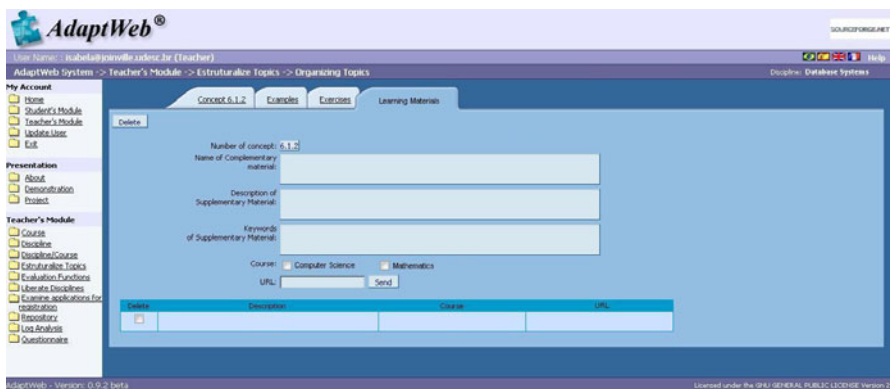 AdaptWeb®
SOURCEFORGE.NET
User Name: : isabela@joinville.udesc.br (Teacher)
Help
AdaptWeb System -> Teacher's Module -> Estruturalize Topics -> Organizing Topics
Discipline: Database Systems
My Account
Home
Student's Module
Teacher's Module
Update User
Exit
Presentation
About
Demonstration
Project
Teacher's Module
Course
Discipline
Discipline/Course
Estruturalize Topics
Evaluation Functions
Liberate Disciplines
Examine applications for
registration
Repository
Log Analysis
Questionnaire
Concept 6.1.2
Examples
Exercises
Learning Materials
Delete
Number of concept: 6.1.2
Name of Complementary
material:
Description of
Supplementary Material:
Keywords
of Supplementary Material:
Course: Computer Science Mathematics
URL: Send
Delete Description Course URL
AdaptWeb - Version: 0.9.2 beta
Licensed under the GNU GENERAL PUBLIC LICENSE Version 2